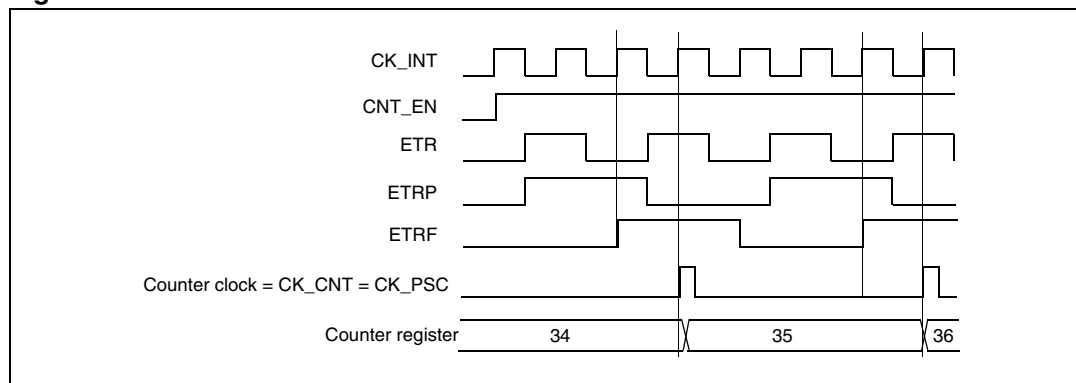 CK_INT
CNT_EN
ETR
ETRP
ETRF
Counter clock = CK_CNT = CK_PSC
Counter register 34 35 36